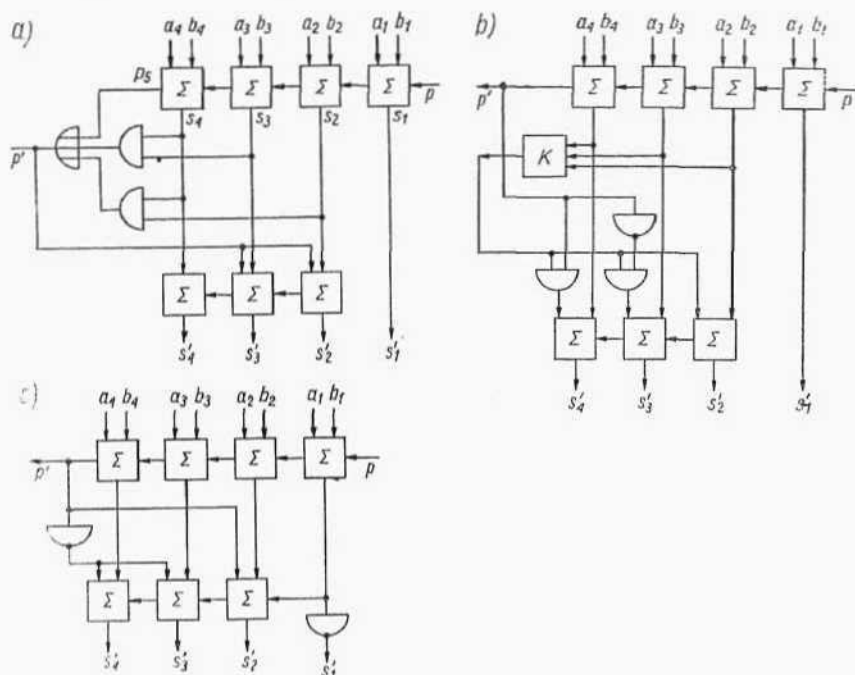 a)
a₄ b₄ a₃ b₃ a₂ b₂ a₁ b₁
p₅ Σ Σ Σ Σ p
s₄ s₃ s₂ s₁
p'
Σ Σ Σ
s'₄ s'₃ s'₂ s'₁
b)
a₄ b₄ a₃ b₃ a₂ b₂ a₁ b₁
p' Σ Σ Σ Σ p
K
Σ Σ Σ
s'₄ s'₃ s'₂ s'₁
c)
a₄ b₄ a₃ b₃ a₂ b₂ a₁ b₁
p' Σ Σ Σ Σ p
Σ Σ Σ
s'₄ s'₃ s'₂ s'₁